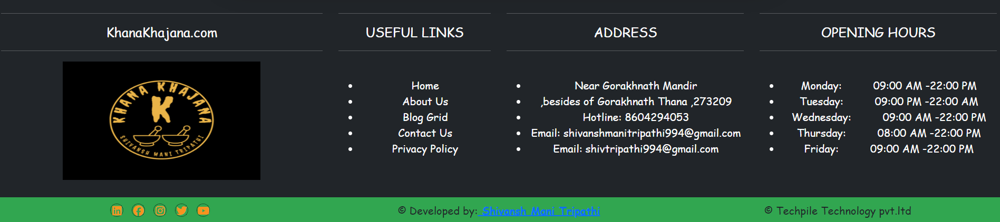 KhanaKhajana.com
KHANA KHAJANA
K
SHIVANSH MANI TRIPATHI
USEFUL LINKS
Home
About Us
Blog Grid
Contact Us
Privacy Policy
ADDRESS
Near Gorakhnath Mandir
,besides of Gorakhnath Thana ,273209
Hotline: 8604294053
Email: shivanshmanitripathi994@gmail.com
Email: shivtripathi994@gmail.com
OPENING HOURS
Monday: 09:00 AM -22:00 PM
Tuesday: 09:00 PM -22:00 AM
Wednesday: 09:00 AM -22:00 PM
Thursday: 08:00 AM -22:00 PM
Friday: 09:00 AM -22:00 PM
© Developed by: Shivansh Mani Tripathi
© Techpile Technology pvt.ltd